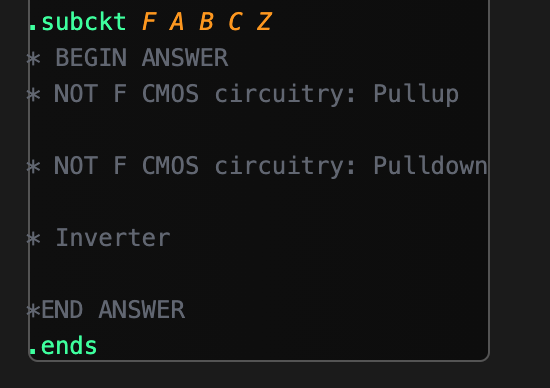 .subckt F A B C Z
* BEGIN ANSWER
* NOT F CMOS circuitry: Pullup
* NOT F CMOS circuitry: Pulldown
* Inverter
*END ANSWER
.ends